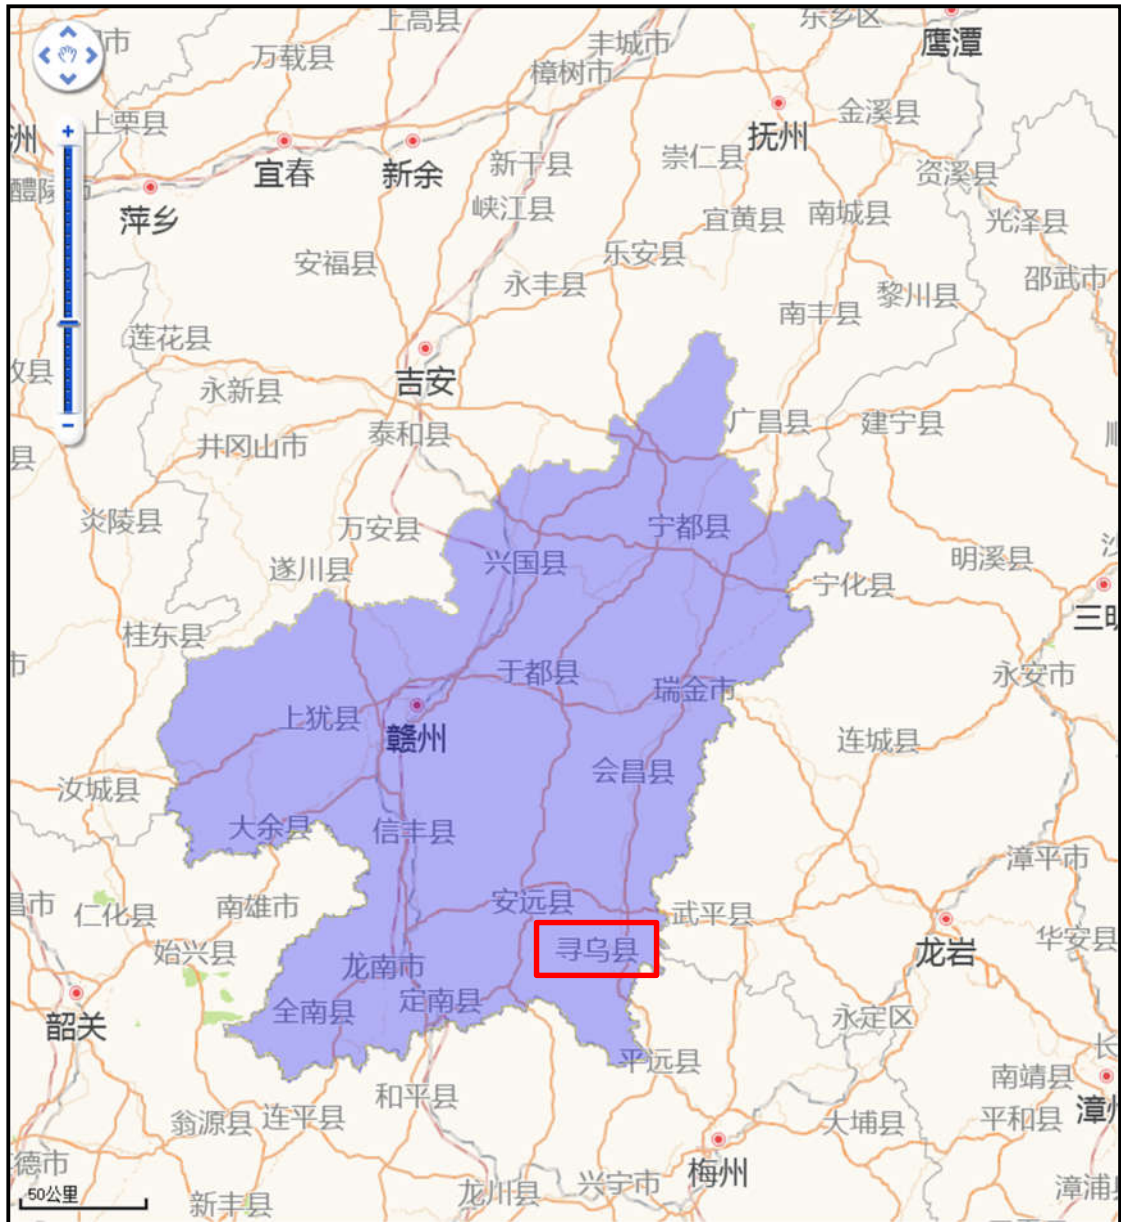 上高县
东乡区
鹰潭
万载县
丰城市
樟树市
金溪县
抚州
上栗县
宜春
新余
新干县
崇仁县
资溪县
萍乡
峡江县
宜黄县
南城县
光泽县
安福县
永丰县
乐安县
黎川县
邵武市
南丰县
莲花县
吉安
永新县
泰和县
井冈山市
广昌县
建宁县
炎陵县
万安县
宁都县
兴国县
遂川县
明溪县
宁化县
桂东县
三明
于都县
瑞金市
永安市
上犹县
赣州
会昌县
连城县
汝城县
大余县
信丰县
漳平市
安远县
武平县
仁化县
南雄市
始兴县
寻乌县
龙岩
华安县
龙南市
全南县
定南县
韶关
永定区
平远县
南靖县
和平县
翁源县
连平县
大埔县
平和县
梅州
50公里
新丰县
龙川县
兴宁市
漳浦县